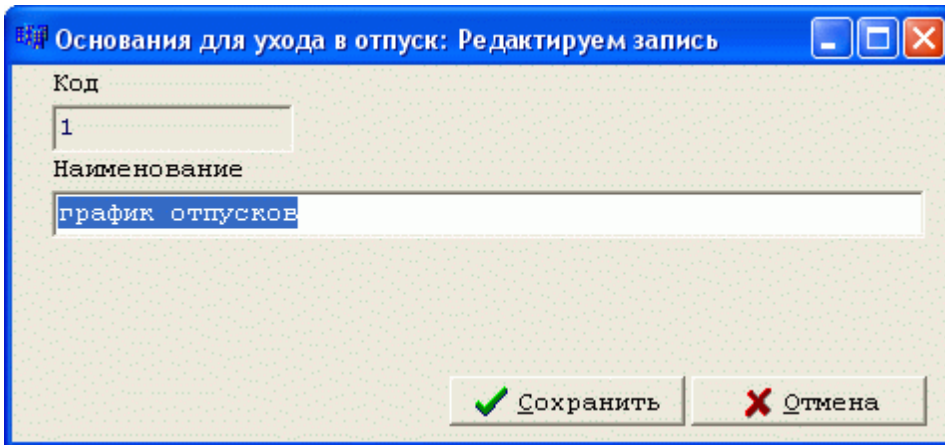 Основания для ухода в отпуск: Редактируем запись
Код
1
Наименование
график отпусков
Сохранить
Отмена